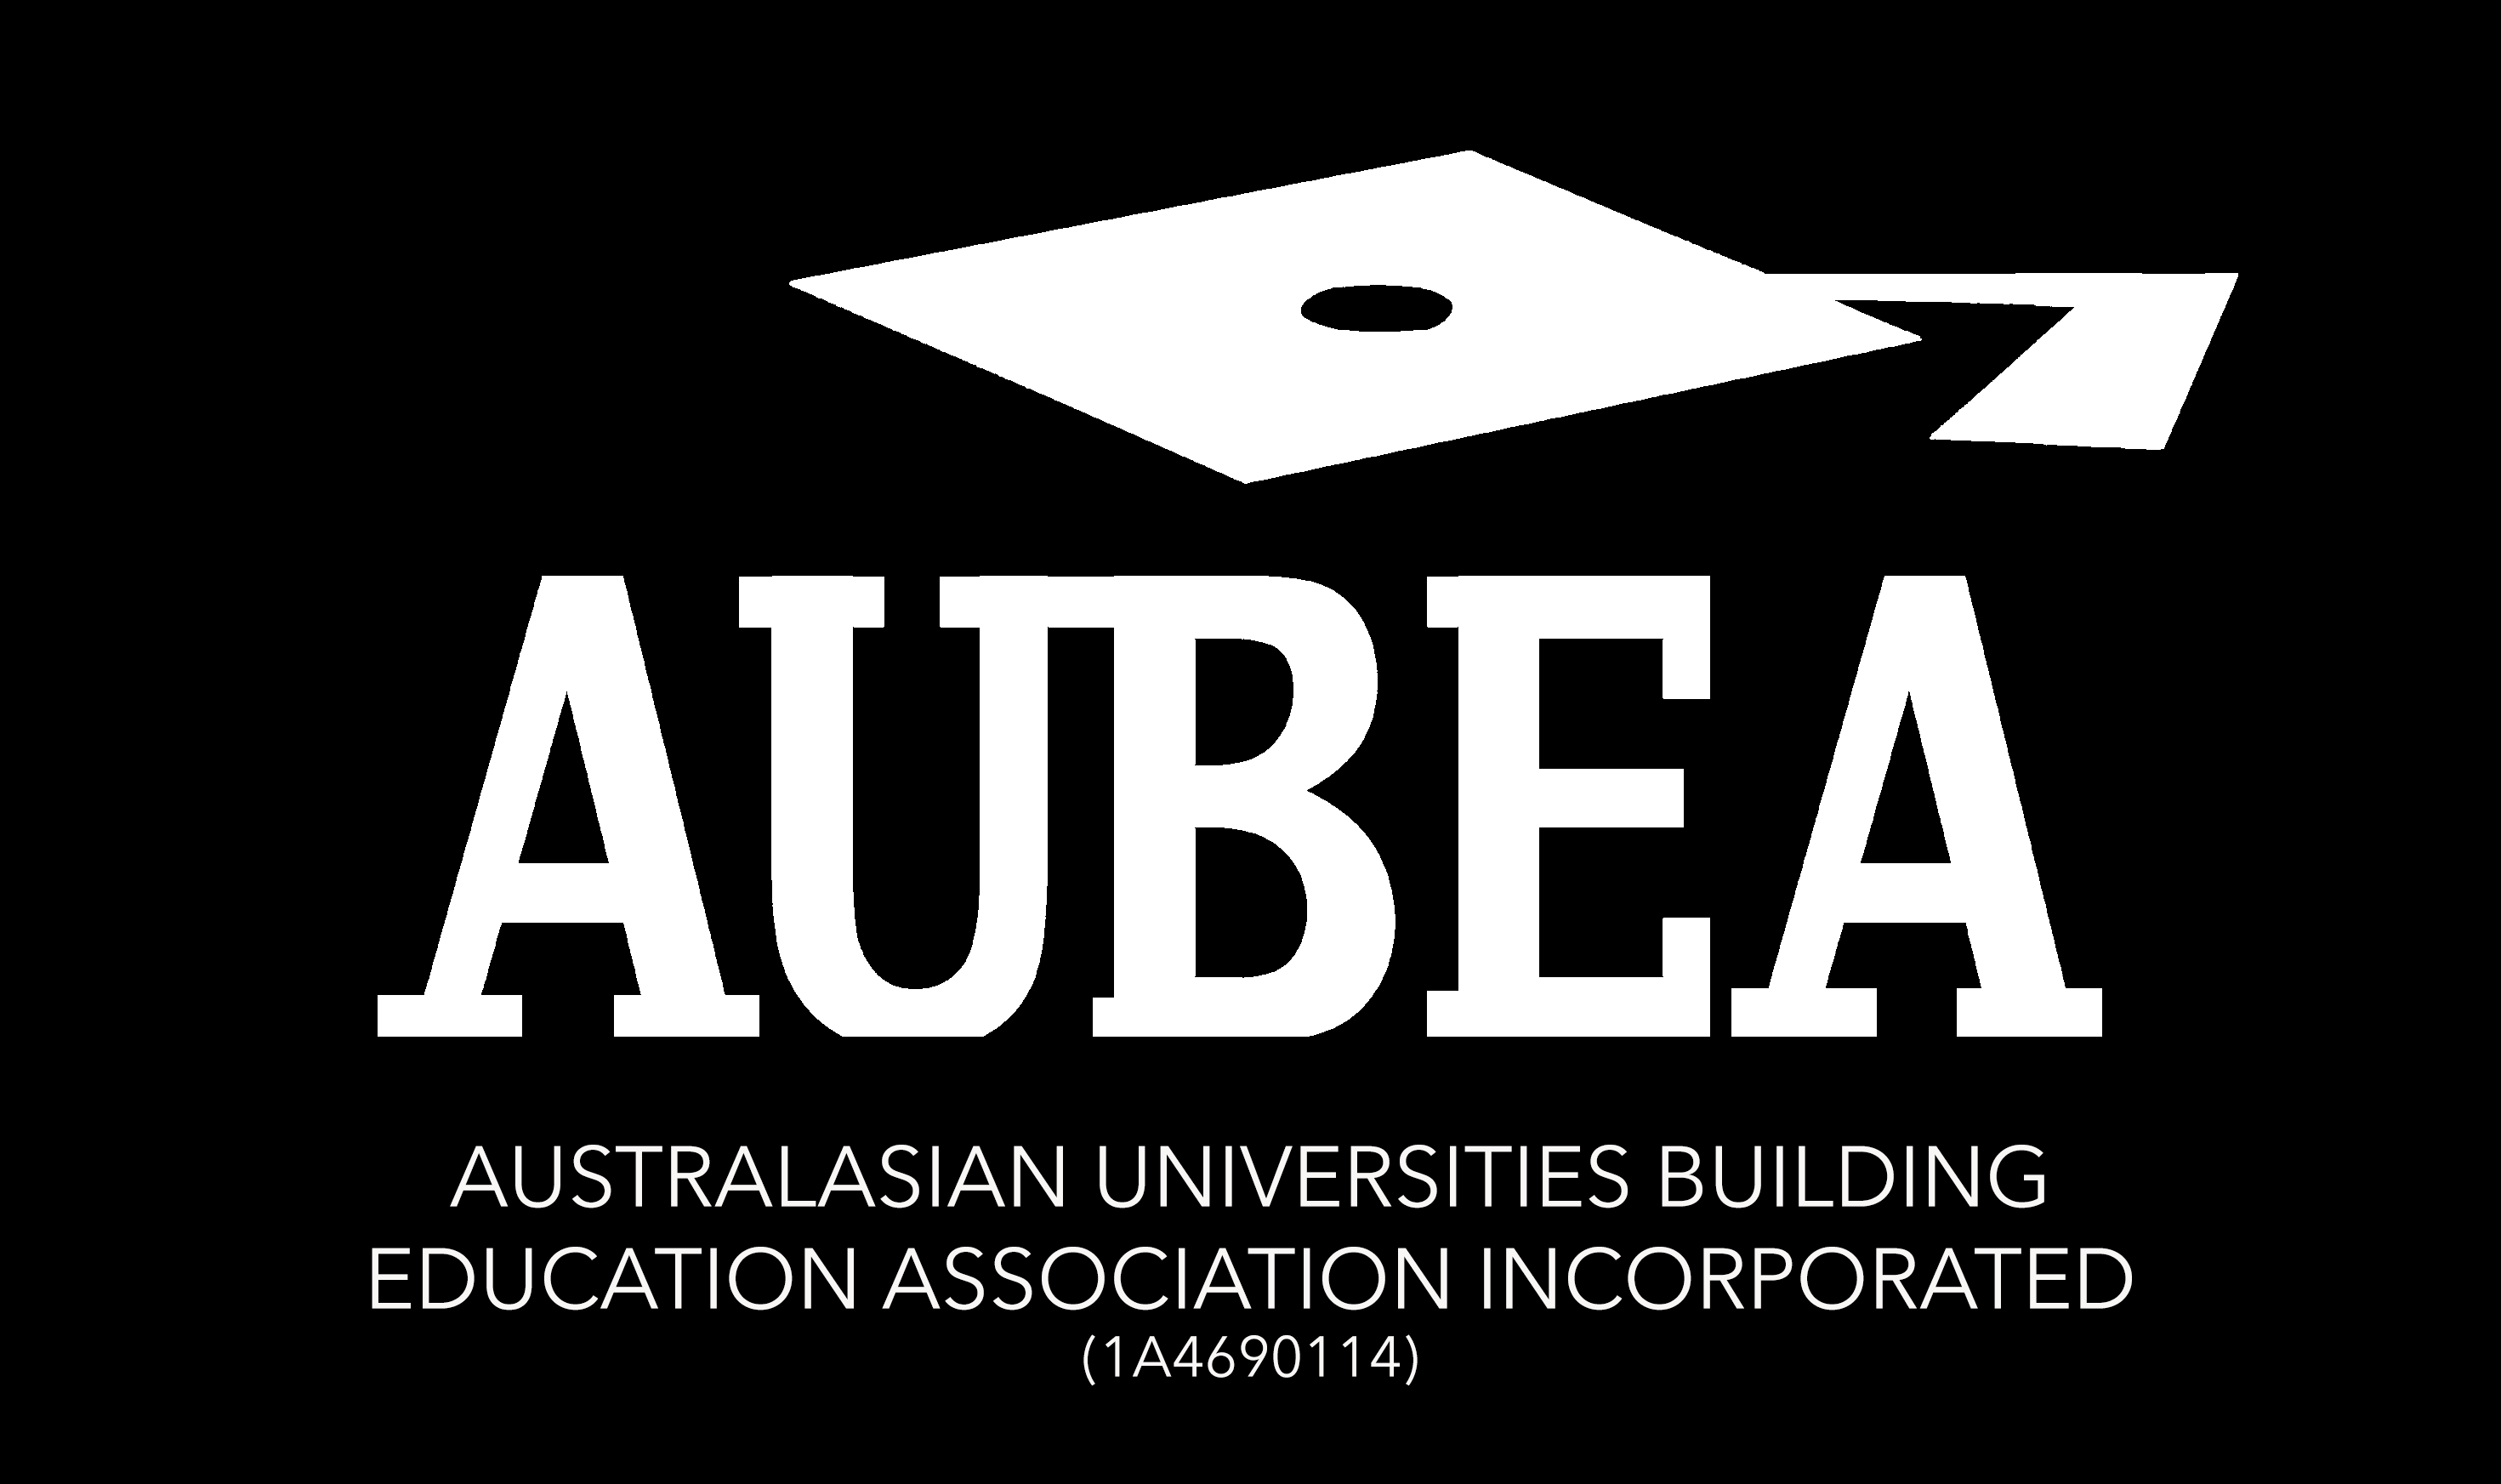 AUBEA
AUSTRALASIAN UNIVERSITIES BUILDING
EDUCATION ASSOCIATION INCORPORATED
(1A4690114)